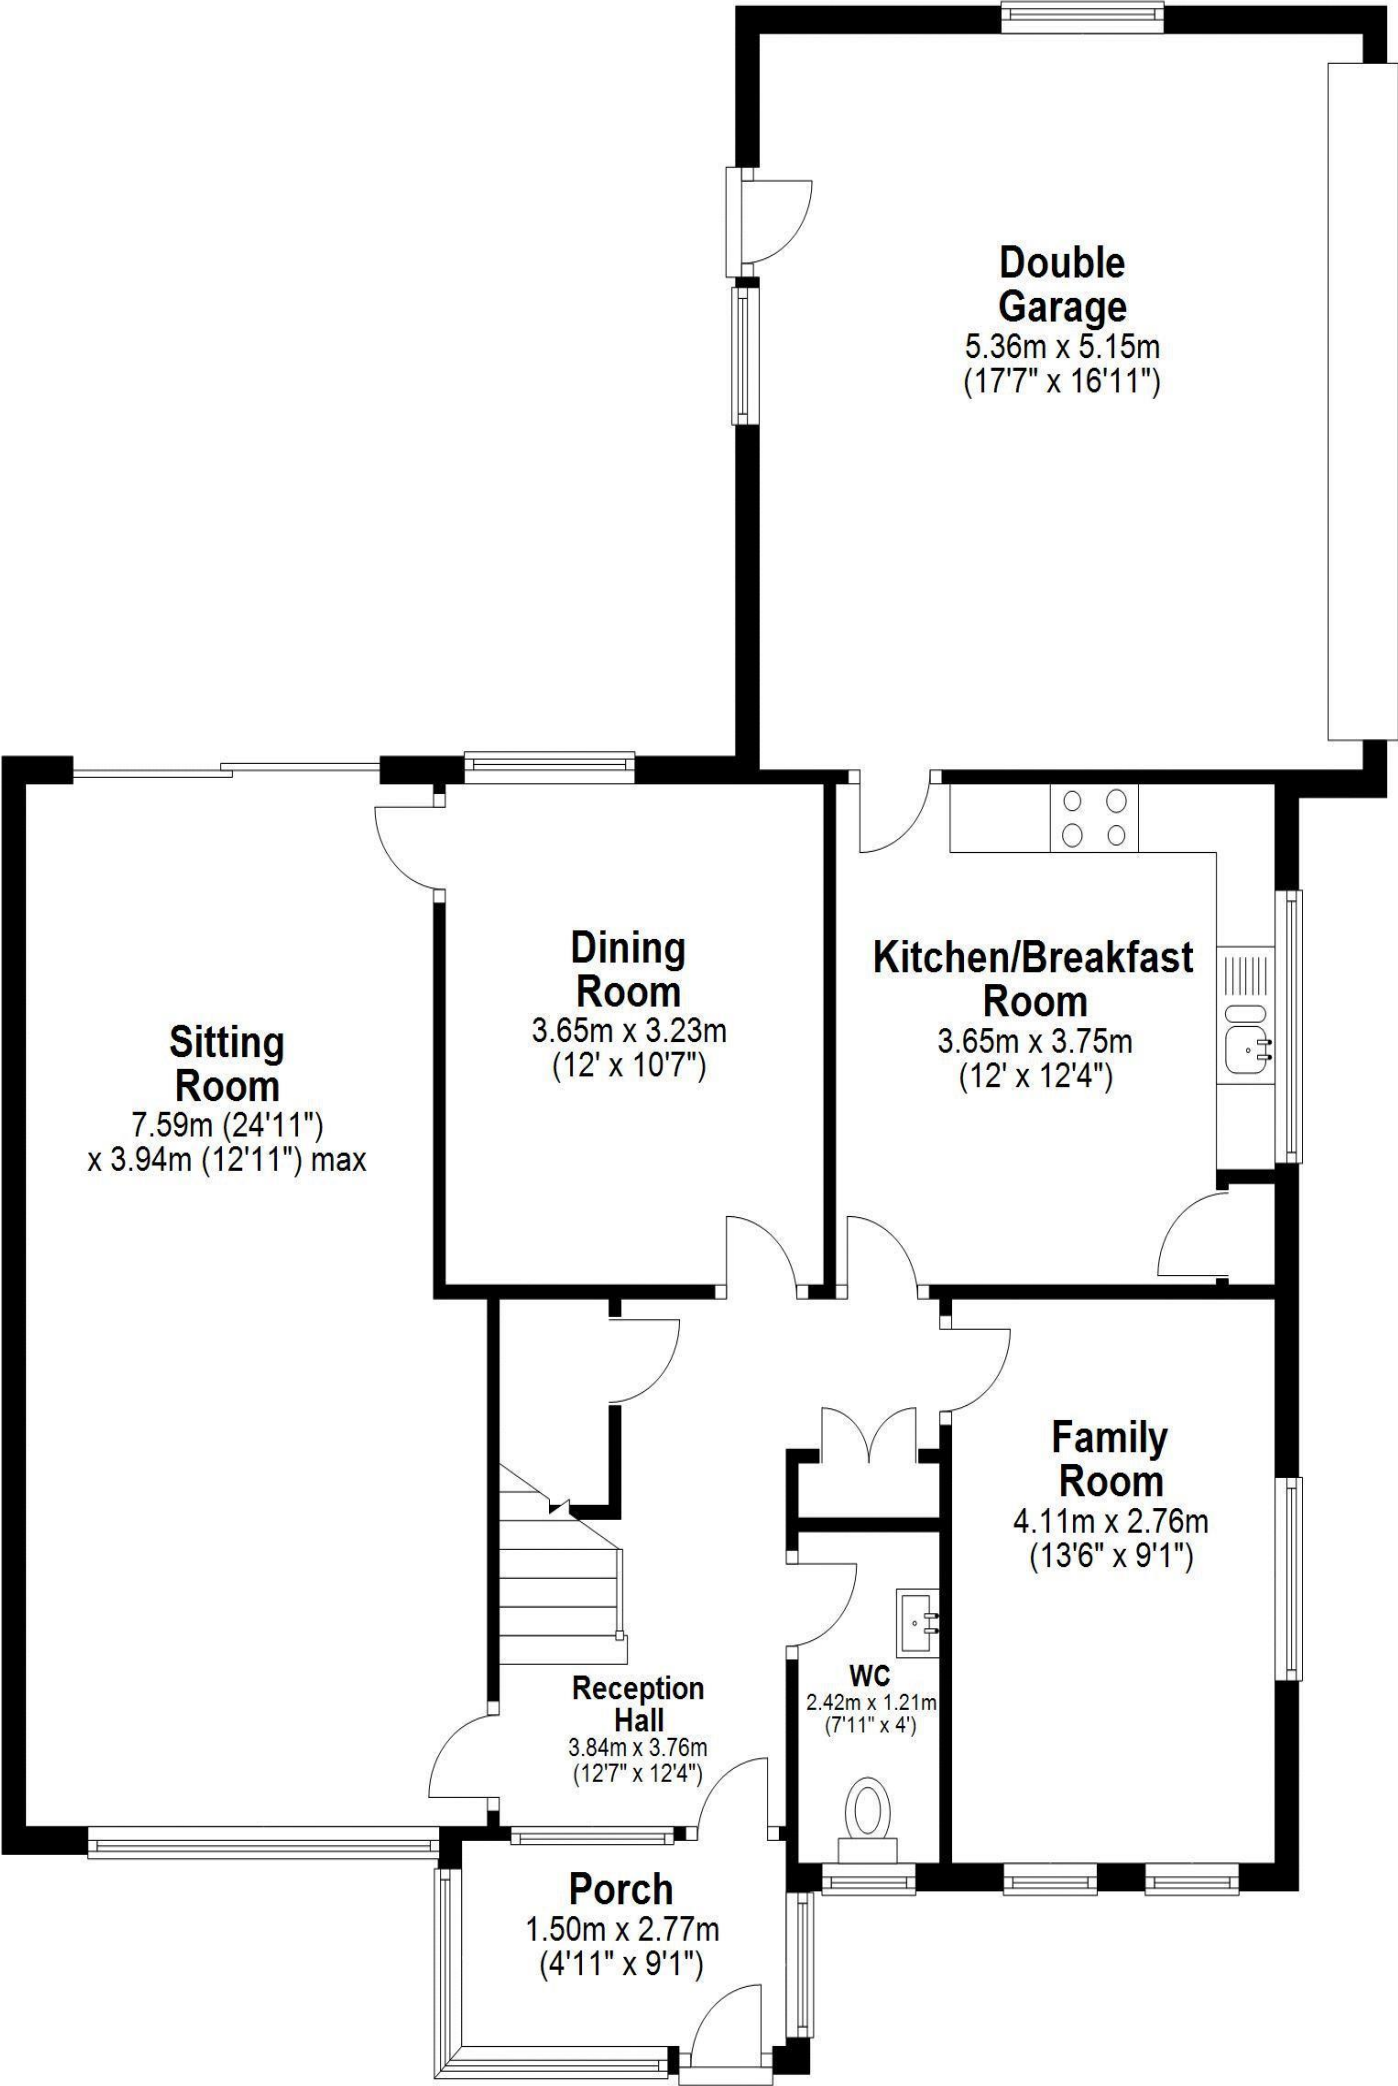 Double
Garage
5.36m x 5.15m
(17'7" x 16'11")
Dining
Room
3.65m x 3.23m
(12' x 10'7")
Kitchen/Breakfast
Room
3.65m x 3.75m
(12' x 12'4")
Sitting
Room
7.59m (24'11")
x 3.94m (12'11") max
Family
Room
4.11m x 2.76m
(13'6" x 9'1")
Reception
Hall
3.84m x 3.76m
(12'7" x 12'4")
WC
2.42m x 1.21m
(7'11" x 4')
Porch
1.50m x 2.77m
(4'11" x 9'1")